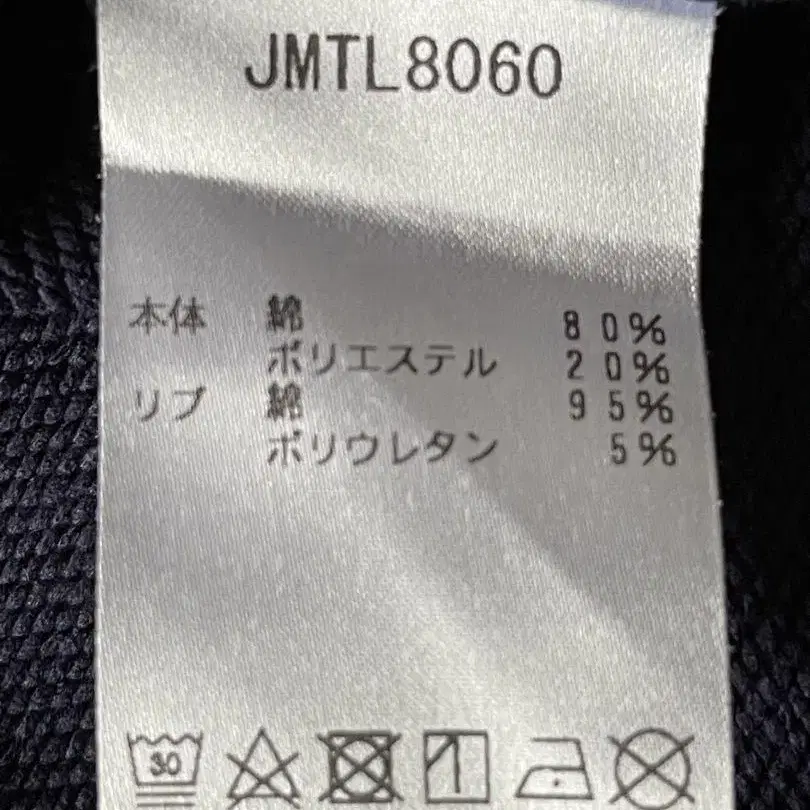 JMTL8060
本体 綿 80%
ポリエステル 20%
リブ 綿 95%
ポリウレタン 5%
30